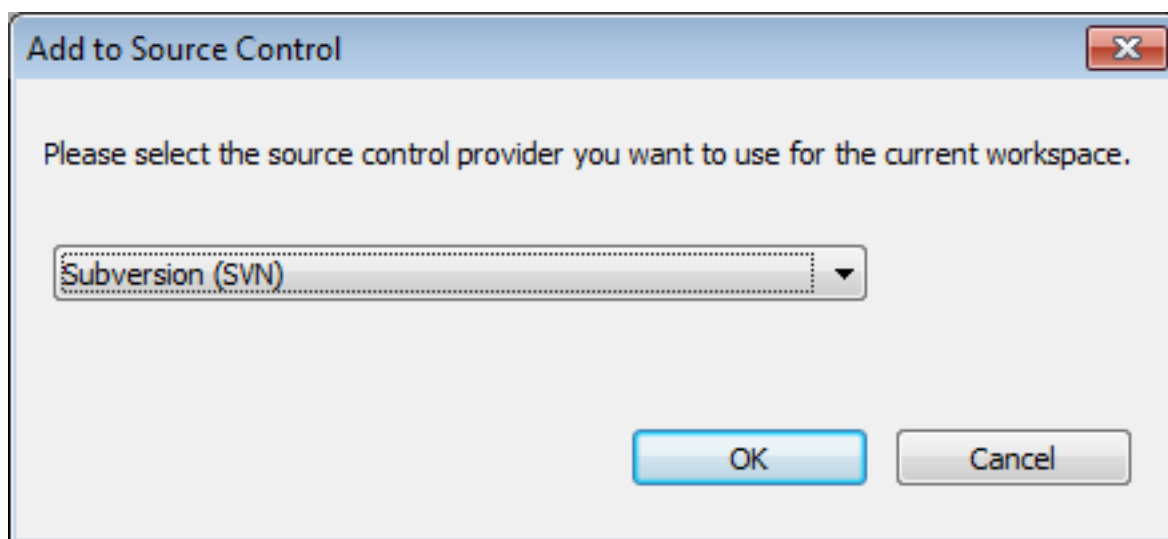 Add to Source Control
Please select the source control provider you want to use for the current workspace.
Subversion (SVN)
OK
Cancel